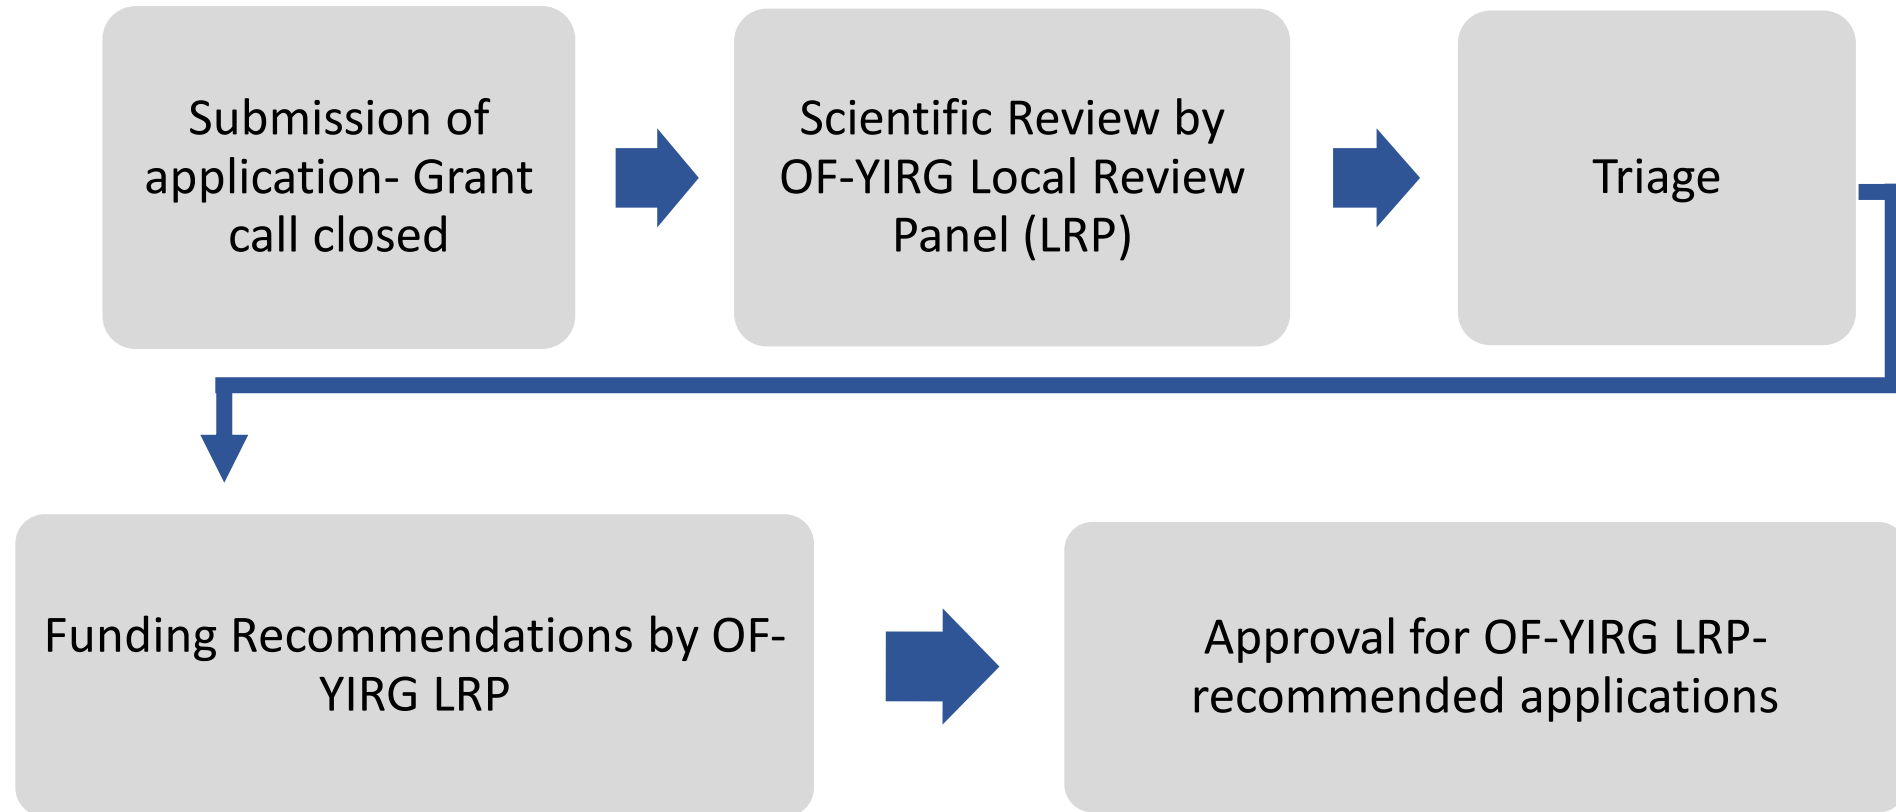 Submission of
application- Grant
call closed
Scientific Review by
OF-YIRG Local Review
Panel (LRP)
Triage
Funding Recommendations by OF-
YIRG LRP
Approval for OF-YIRG LRP-
recommended applications